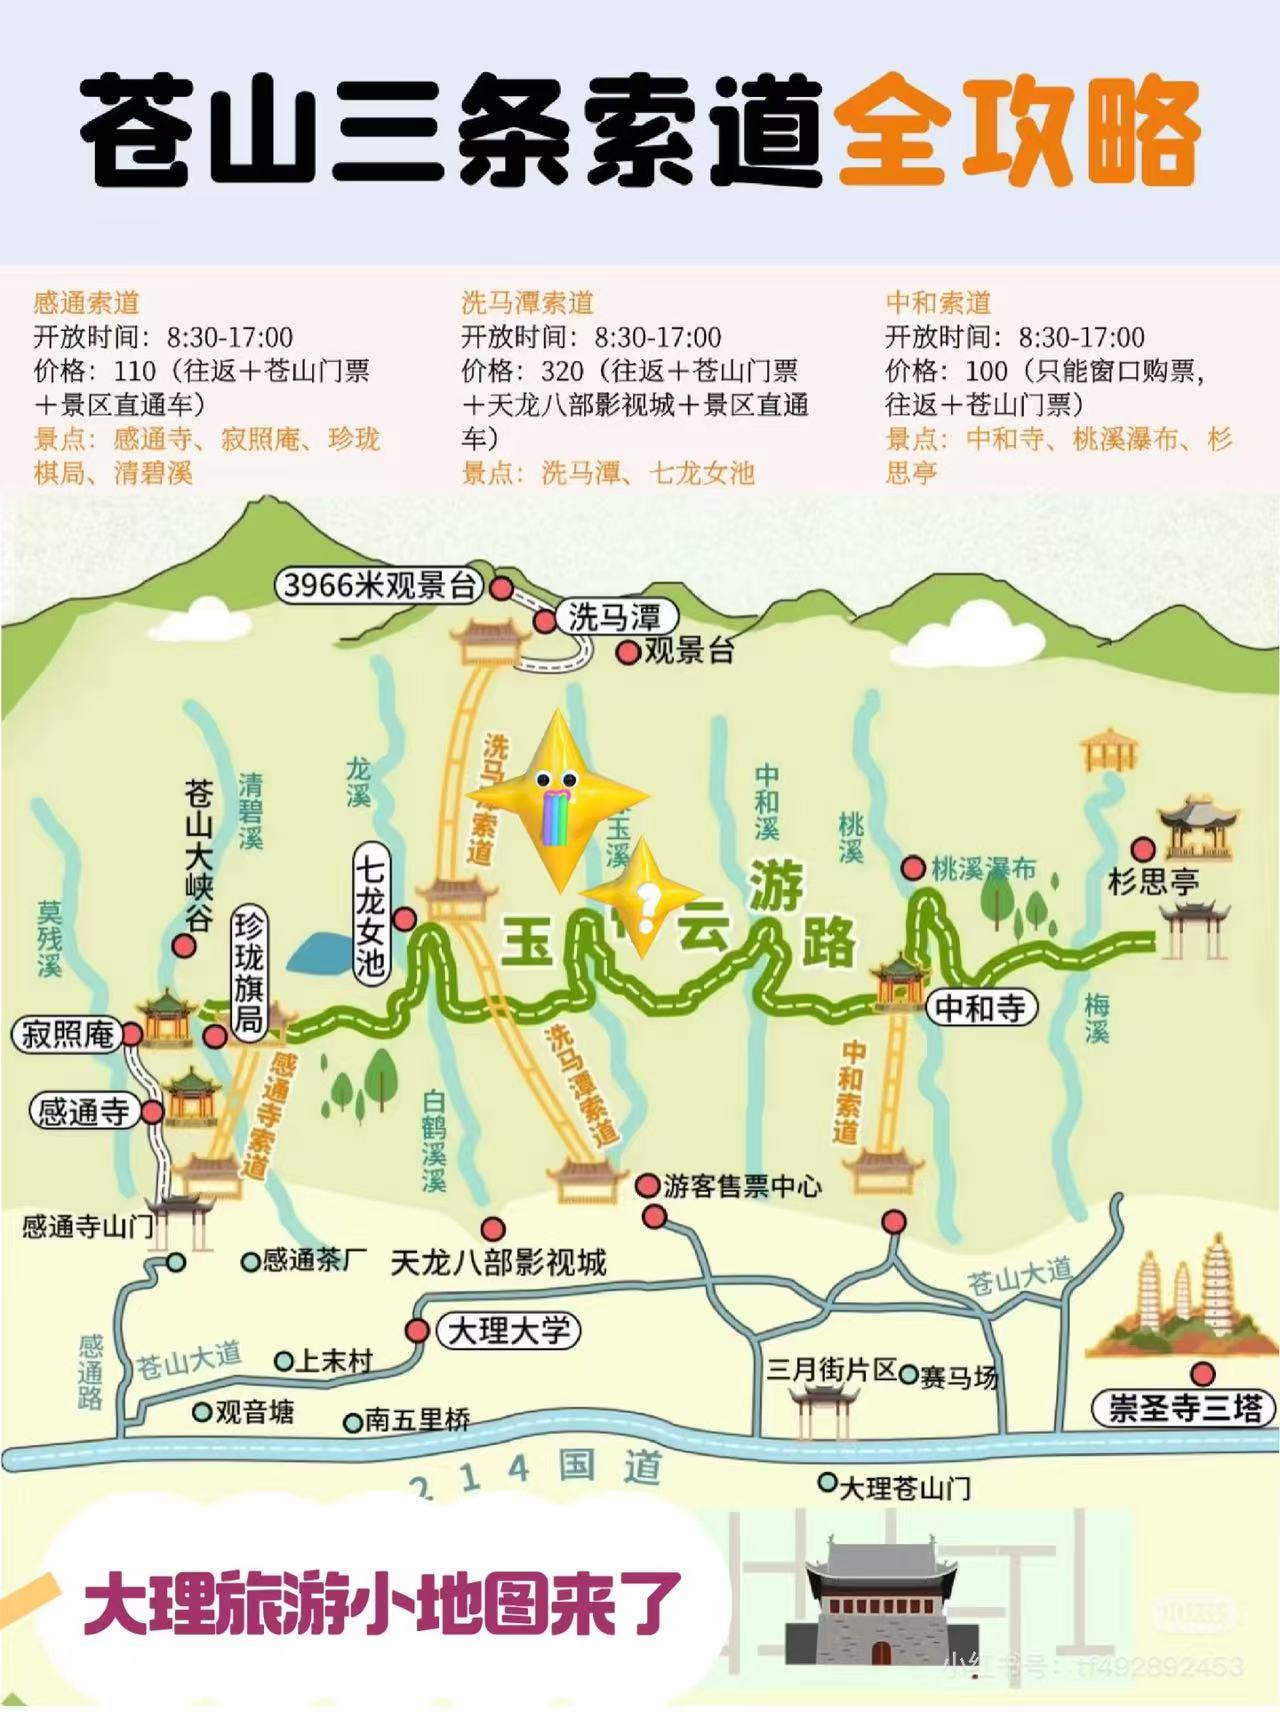 苍山三条索道全攻略
感通索道
开放时间：8:30-17:00
价格：110（往返＋苍山门票
＋景区直通车）
景点：感通寺、寂照庵、珍珑
棋局、清碧溪
洗马潭索道
开放时间：8:30-17:00
价格：320（往返＋苍山门票
＋天龙八部影视城＋景区直通
车）
景点：洗马潭、七龙女池
中和索道
开放时间：8:30-17:00
价格：100（只能窗口购票，
往返＋苍山门票）
景点：中和寺、桃溪瀑布、杉
思亭
3966米观景台
洗马潭
观景台
洗马潭索道
苍山大峡谷
清碧溪
龙溪
玉溪
中和溪
桃溪
桃溪瀑布
杉思亭
莫残溪
珍珑旗局
七龙女池
玉
云
游
路
寂照庵
中和寺
梅溪
感通寺
感通寺索道
白鹤溪溪
洗马潭索道
中和索道
游客售票中心
感通寺山门
感通茶厂
天龙八部影视城
苍山大道
大理大学
感通路
苍山大道
上末村
三月街片区
赛马场
观音塘
南五里桥
崇圣寺三塔
214国道
大理苍山门
大理旅游小地图来了
小红书
小红书号：tf492892453